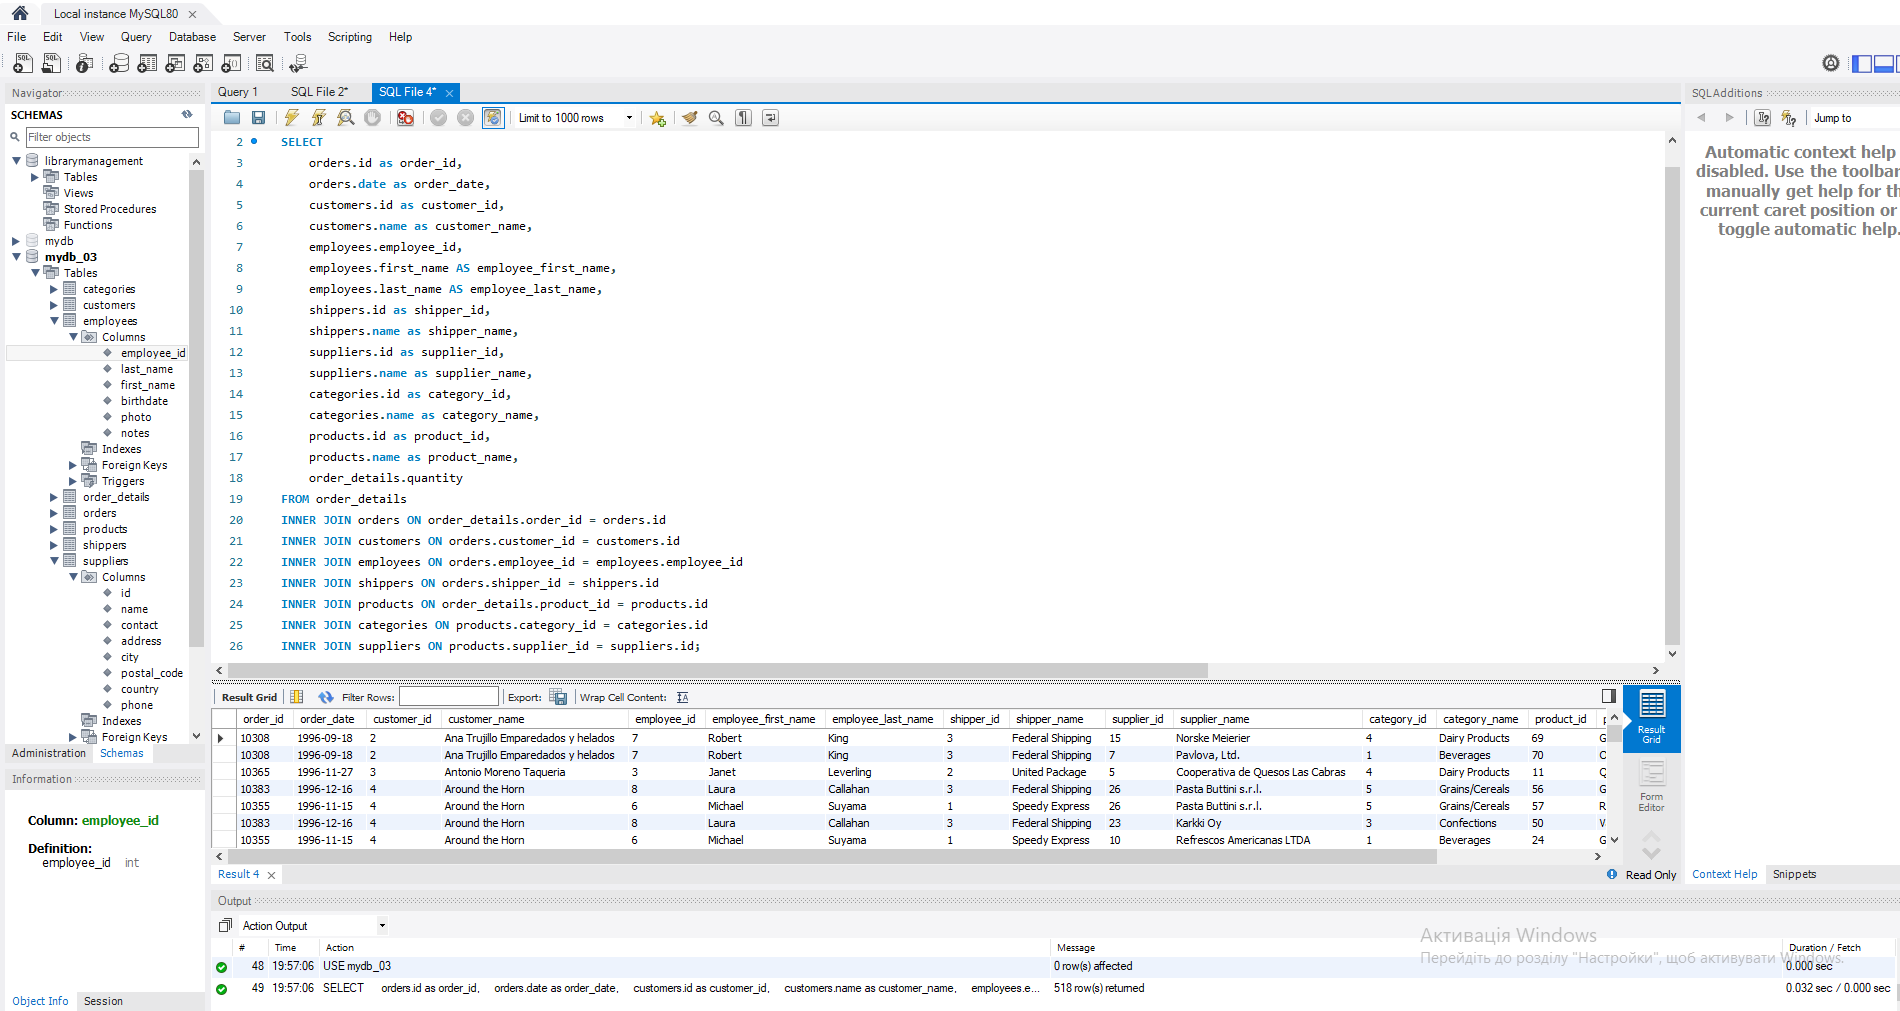 Local instance MySQL80
File Edit View Query Database Server Tools Scripting Help
Navigator
SCHEMAS
Filter objects
librarymanagement
Tables
Views
Stored Procedures
Functions
mydb
mydb_03
Tables
categories
customers
employees
Columns
employee_id
last_name
first_name
birthdate
photo
notes
Indexes
Foreign Keys
Triggers
order_details
orders
products
shippers
suppliers
Columns
id
name
contact
address
city
postal_code
country
phone
Indexes
Foreign Keys
Administration Schemas
Information
Column: employee_id
Definition:
employee_id int
Object Info Session
Query 1 SQL File 2* SQL File 4*
Limit to 1000 rows
2 SELECT
3 orders.id as order_id,
4 orders.date as order_date,
5 customers.id as customer_id,
6 customers.name as customer_name,
7 employees.employee_id,
8 employees.first_name AS employee_first_name,
9 employees.last_name AS employee_last_name,
10 shippers.id as shipper_id,
11 shippers.name as shipper_name,
12 suppliers.id as supplier_id,
13 suppliers.name as supplier_name,
14 categories.id as category_id,
15 categories.name as category_name,
16 products.id as product_id,
17 products.name as product_name,
18 order_details.quantity
19 FROM order_details
20 INNER JOIN orders ON order_details.order_id = orders.id
21 INNER JOIN customers ON orders.customer_id = customers.id
22 INNER JOIN employees ON orders.employee_id = employees.employee_id
23 INNER JOIN shippers ON orders.shipper_id = shippers.id
24 INNER JOIN products ON order_details.product_id = products.id
25 INNER JOIN categories ON products.category_id = categories.id
26 INNER JOIN suppliers ON products.supplier_id = suppliers.id;
Result Grid Filter Rows: Export: Wrap Cell Content:
order_id order_date customer_id customer_name employee_id employee_first_name employee_last_name shipper_id shipper_name supplier_id supplier_name category_id category_name product_id
10308 1996-09-18 2 Ana Trujillo Emparedados y helados 7 Robert King 3 Federal Shipping 15 Norske Meierier 4 Dairy Products 69 G
10308 1996-09-18 2 Ana Trujillo Emparedados y helados 7 Robert King 3 Federal Shipping 7 Pavlova, Ltd. 1 Beverages 70
10365 1996-11-27 3 Antonio Moreno Taqueria 3 Janet Leverling 2 United Package 5 Cooperativa de Quesos Las Cabras 4 Dairy Products 11
10383 1996-12-16 4 Around the Horn 8 Laura Callahan 3 Federal Shipping 26 Pasta Buttini s.r.l. 5 Grains/Cereals 56 G
10355 1996-11-15 4 Around the Horn 6 Michael Suyama 1 Speedy Express 26 Pasta Buttini s.r.l. 5 Grains/Cereals 57 R
10383 1996-12-16 4 Around the Horn 8 Laura Callahan 3 Federal Shipping 23 Karkki Oy 3 Confections 50
10355 1996-11-15 4 Around the Horn 6 Michael Suyama 1 Speedy Express 10 Refrescos Americanas LTDA 1 Beverages 24 G
Result Grid
Form Editor
Result 4
Read Only
Output
Action Output
# Time Action Message Duration / Fetch
48 19:57:06 USE mydb_03 0 row(s) affected 0.000 sec
49 19:57:06 SELECT orders.id as order_id, orders.date as order_date, customers.id as customer_id, customers.name as customer_name, employees.e... 518 row(s) returned 0.032 sec / 0.000 sec
SQLAdditions
Jump to
Automatic context help
disabled. Use the toolbar
manually get help for th
current caret position or
toggle automatic help.
Context Help Snippets
Активація Windows
Перейдіть до розділу "Настройки", щоб активувати Windows.